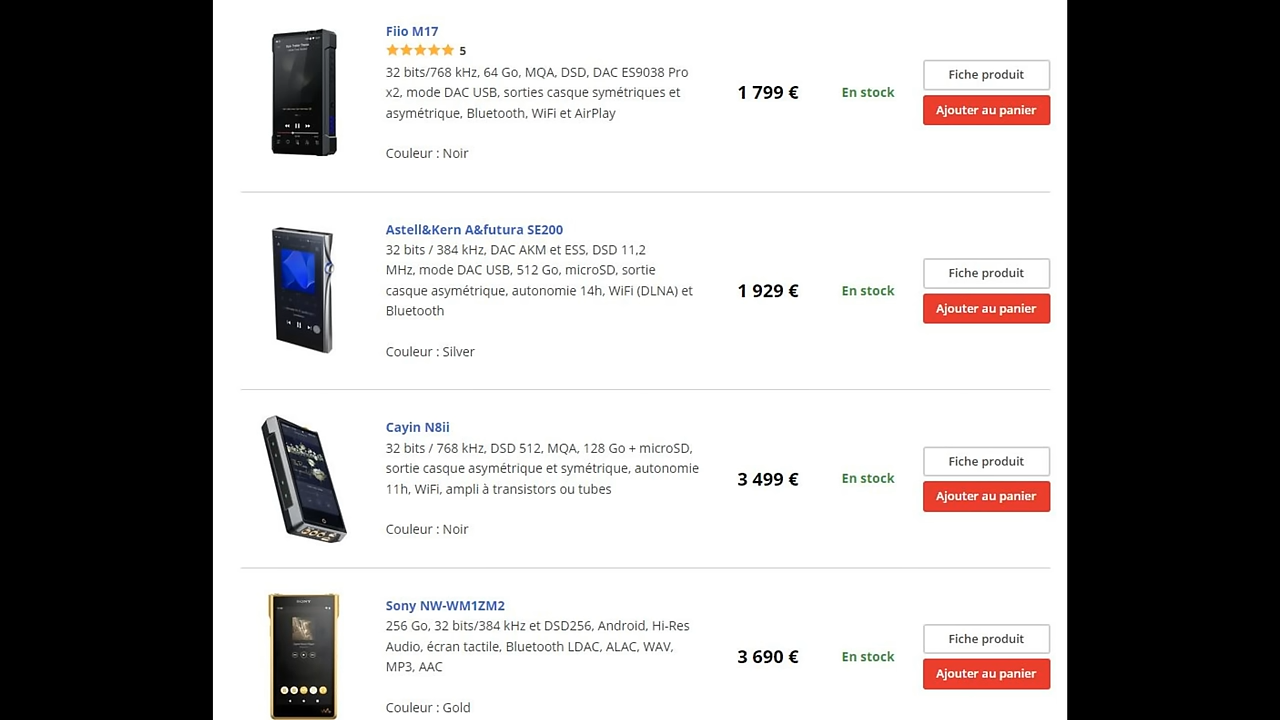 Fiio M17
5
32 bits/768 kHz, 64 Go, MQA, DSD, DAC ES9038 Pro
x2, mode DAC USB, sorties casque symétriques et
asymétrique, Bluetooth, WiFi et AirPlay
Couleur : Noir
1 799 €
En stock
Fiche produit
Ajouter au panier
Astell&Kern A&futura SE200
32 bits / 384 kHz, DAC AKM et ESS, DSD 11,2
MHz, mode DAC USB, 512 Go, microSD, sortie
casque asymétrique, autonomie 14h, WiFi (DLNA) et
Bluetooth
Couleur : Silver
1 929 €
En stock
Fiche produit
Ajouter au panier
Cayin N8ii
32 bits / 768 kHz, DSD 512, MQA, 128 Go + microSD,
sortie casque asymétrique et symétrique, autonomie
11h, WiFi, ampli à transistors ou tubes
Couleur : Noir
3 499 €
En stock
Fiche produit
Ajouter au panier
SONY
Sony NW-WM1ZM2
256 Go, 32 bits/384 kHz et DSD256, Android, Hi-Res
Audio, écran tactile, Bluetooth LDAC, ALAC, WAV,
MP3, AAC
Couleur : Gold
3 690 €
En stock
Fiche produit
Ajouter au panier